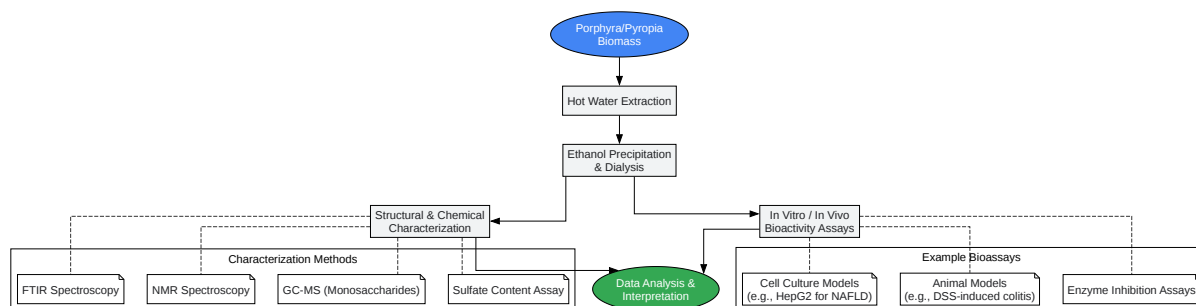 Porphyra/Pyropia
Biomass
Hot Water Extraction
Ethanol Precipitation
& Dialysis
Structural & Chemical
Characterization
In Vitro / In Vivo
Bioactivity Assays
Characterization Methods
Example Bioassays
FTIR Spectroscopy
NMR Spectroscopy
GC-MS (Monosaccharides)
Sulfate Content Assay
Data Analysis &
Interpretation
Cell Culture Models
(e.g., HepG2 for NAFLD)
Animal Models
(e.g., DSS-induced colitis)
Enzyme Inhibition Assays